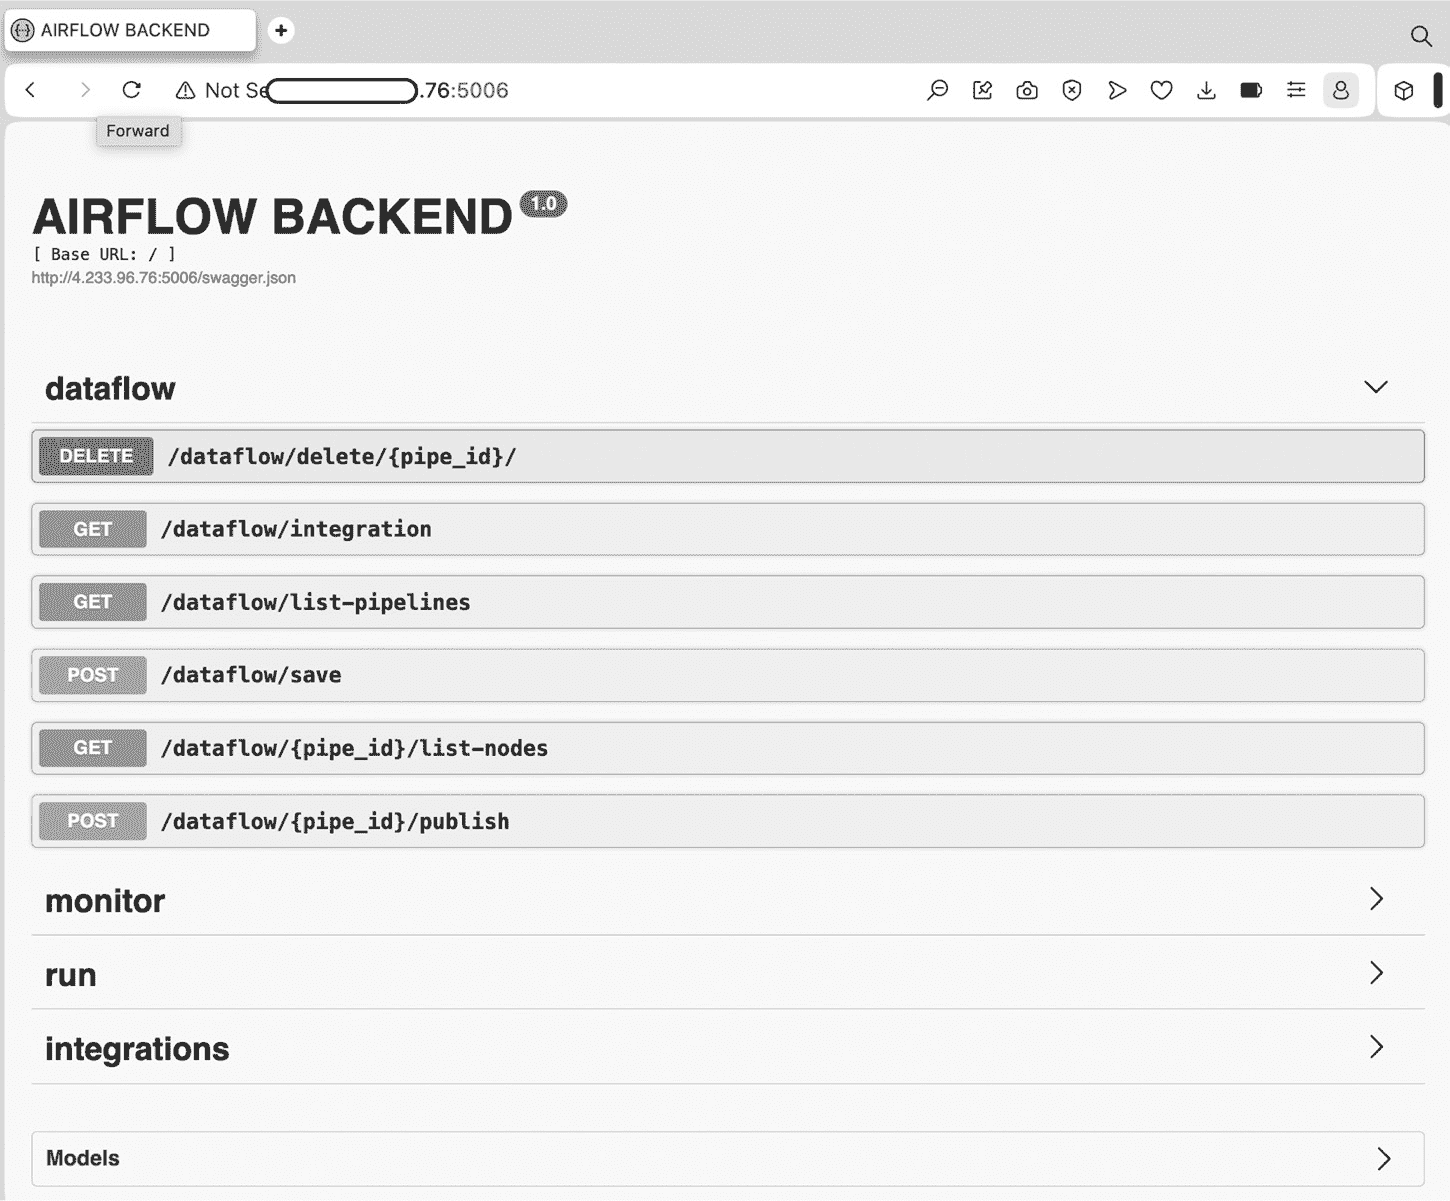 AIRFLOW BACKEND
Not Se .76:5006
Forward
AIRFLOW BACKEND 1.0
[ Base URL: / ]
http://4.233.96.76:5006/swagger.json
dataflow
DELETE /dataflow/delete/{pipe_id}/
GET /dataflow/integration
GET /dataflow/list-pipelines
POST /dataflow/save
GET /dataflow/{pipe_id}/list-nodes
POST /dataflow/{pipe_id}/publish
monitor
run
integrations
Models